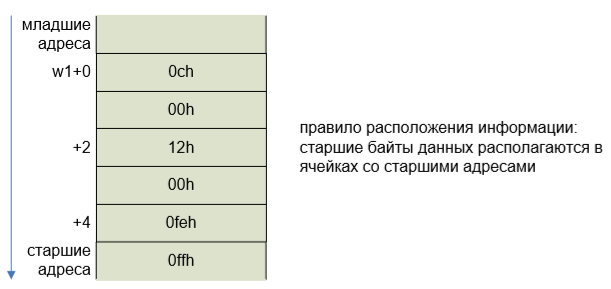 младшие
адреса
w1+0
0ch
00h
+2
12h
00h
+4
0feh
старшие
адреса
0ffh
правило расположения информации:
старшие байты данных располагаются в
ячейках со старшими адресами